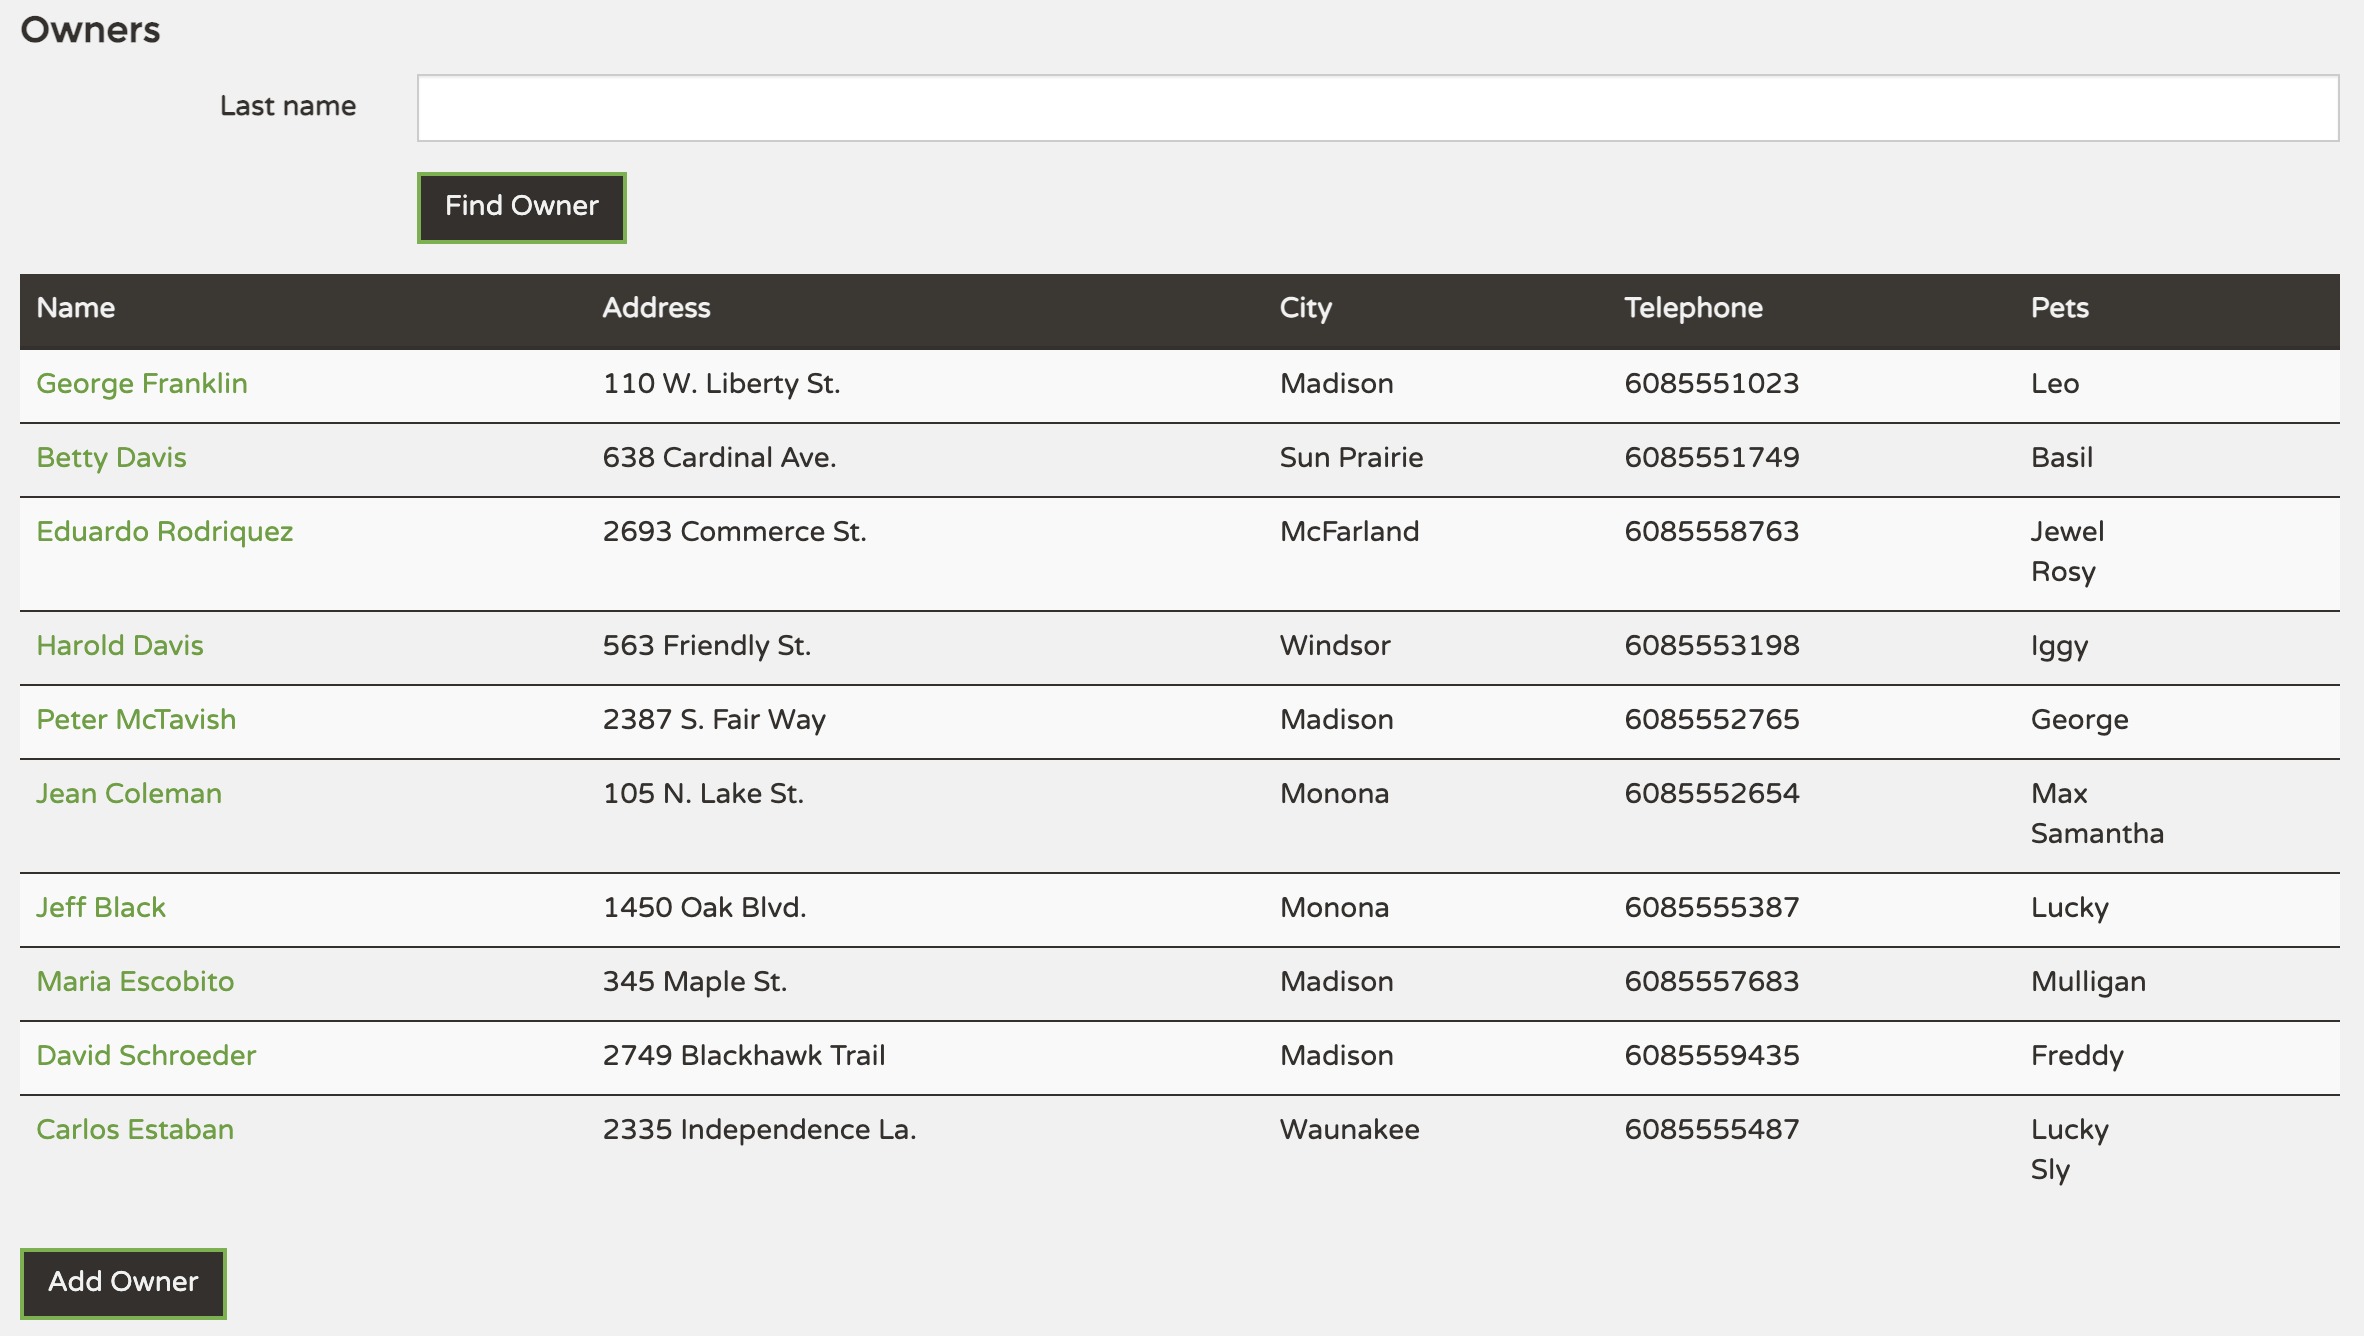 Owners
Last name
Find Owner
Name Address City Telephone Pets
George Franklin 110 W. Liberty St. Madison 6085551023 Leo
Betty Davis 638 Cardinal Ave. Sun Prairie 6085551749 Basil
Eduardo Rodriquez 2693 Commerce St. McFarland 6085558763 Jewel
Rosy
Harold Davis 563 Friendly St. Windsor 6085553198 Iggy
Peter McTavish 2387 S. Fair Way Madison 6085552765 George
Jean Coleman 105 N. Lake St. Monona 6085552654 Max
Samantha
Jeff Black 1450 Oak Blvd. Monona 6085555387 Lucky
Maria Escobito 345 Maple St. Madison 6085557683 Mulligan
David Schroeder 2749 Blackhawk Trail Madison 6085559435 Freddy
Carlos Estaban 2335 Independence La. Waunakee 6085555487 Lucky
Sly
Add Owner